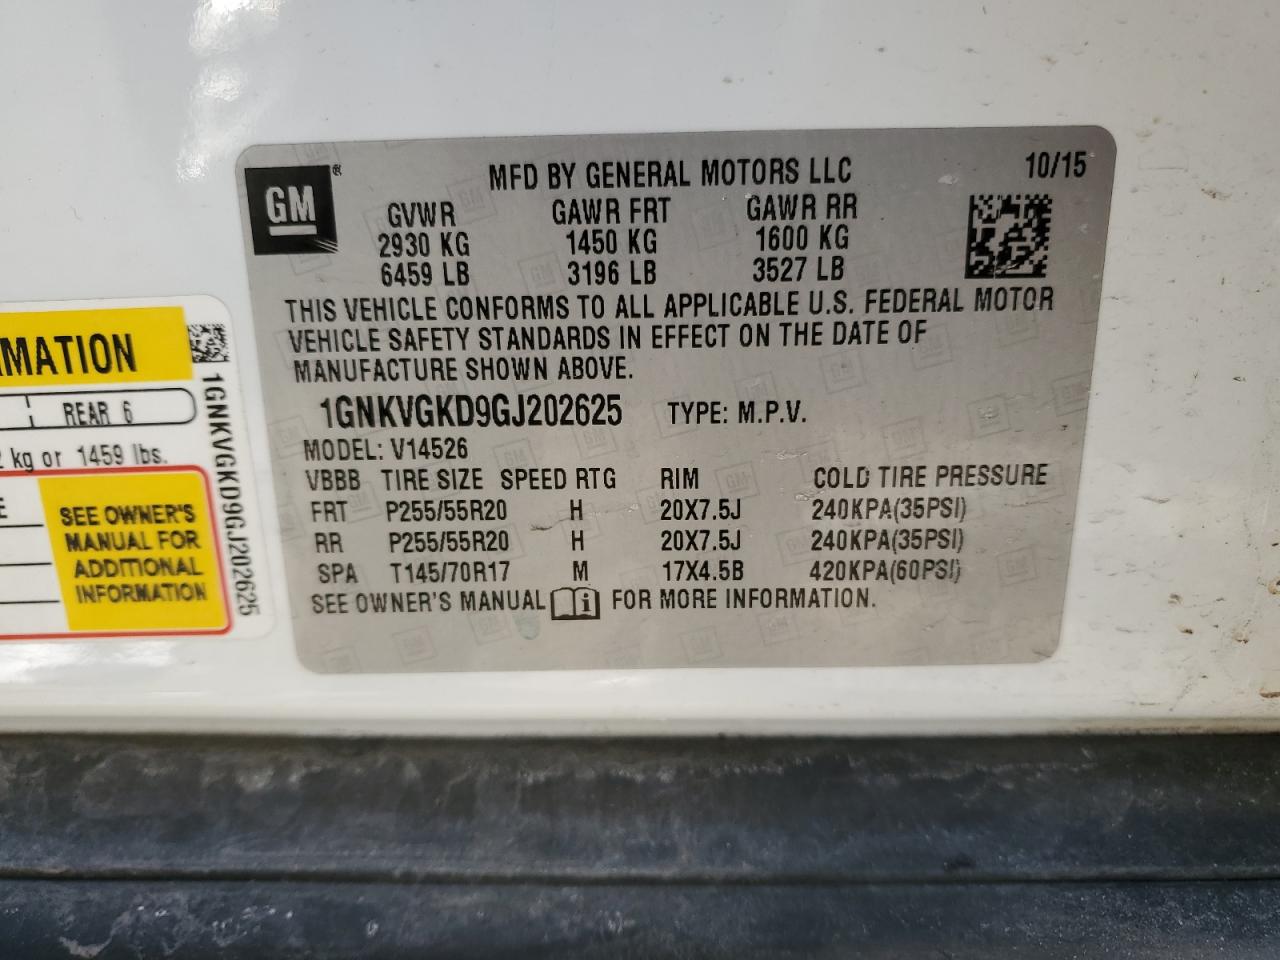 GM
MFD BY GENERAL MOTORS LLC 10/15
GVWR GAWR FRT GAWR RR
2930 KG 1450 KG 1600 KG
6459 LB 3196 LB 3527 LB
THIS VEHICLE CONFORMS TO ALL APPLICABLE U.S. FEDERAL MOTOR
VEHICLE SAFETY STANDARDS IN EFFECT ON THE DATE OF
MANUFACTURE SHOWN ABOVE.
1GNKVGKD9GJ202625 TYPE: M.P.V.
MODEL: V14526
VBBB TIRE SIZE SPEED RTG RIM COLD TIRE PRESSURE
FRT P255/55R20 H 20X7.5J 240KPA(35PSI)
RR P255/55R20 H 20X7.5J 240KPA(35PSI)
SPA T145/70R17 M 17X4.5B 420KPA(60PSI)
SEE OWNER'S MANUAL FOR MORE INFORMATION.
MATION
REAR 6
kg or 1459 lbs.
SEE OWNER'S
MANUAL FOR
ADDITIONAL
INFORMATION
1GNKVGKD9GJ202625